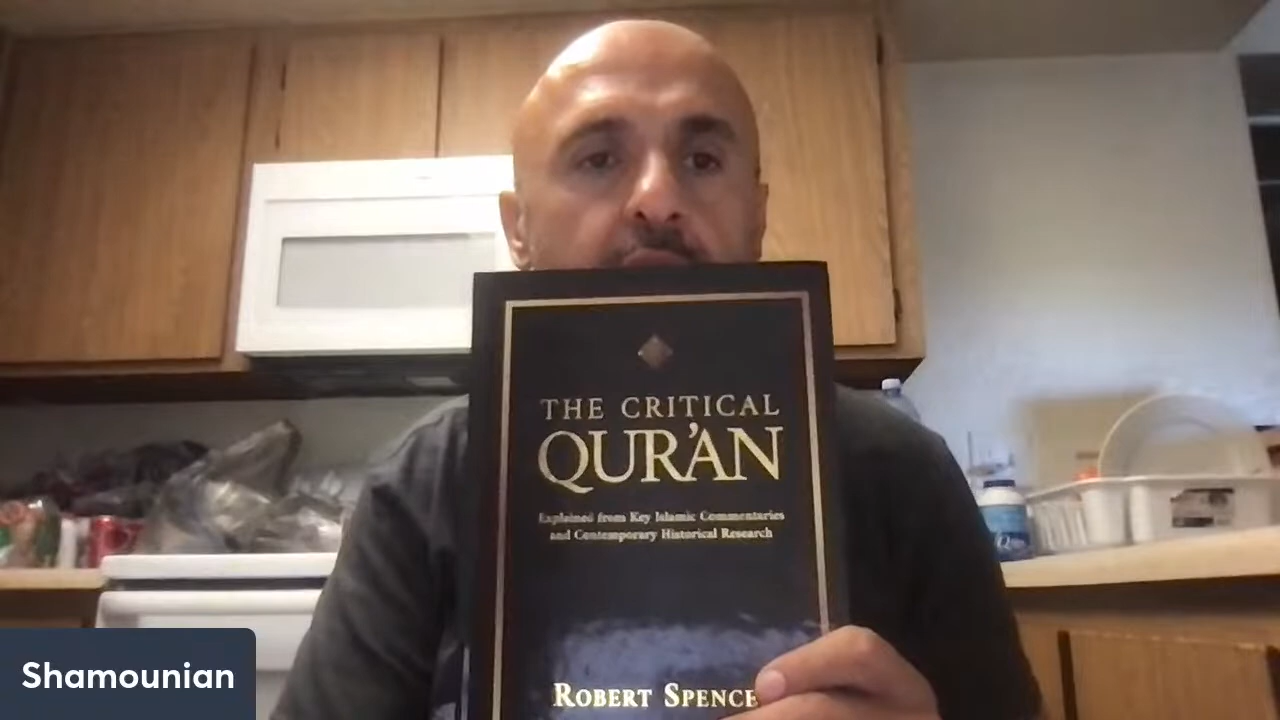 THE CRITICAL
QUR'AN
Explained from Key Islamic Commentaries
and Contemporary Historical Research
ROBERT SPENCE
Shamounian